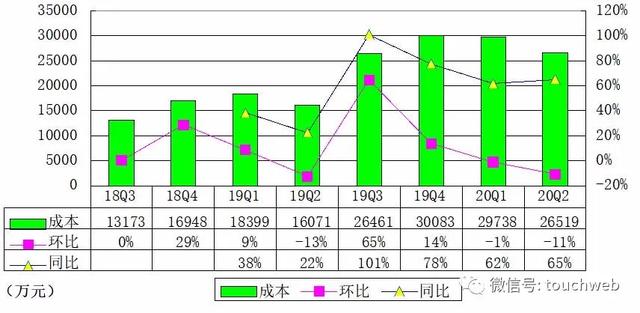 35000 120%
30000 100%
25000 80%
20000 60%
15000 40%
10000 20%
5000 0%
0 -20%
18Q3 18Q4 19Q1 19Q2 19Q3 19Q4 20Q1 20Q2
成本 13173 16948 18399 16071 26461 30083 29738 26519
环比 0% 29% 9% -13% 65% 14% -1% -11%
同比 38% 22% 101% 78% 62% 65%
(万元) 成本 环比 同比
微信号: touchweb